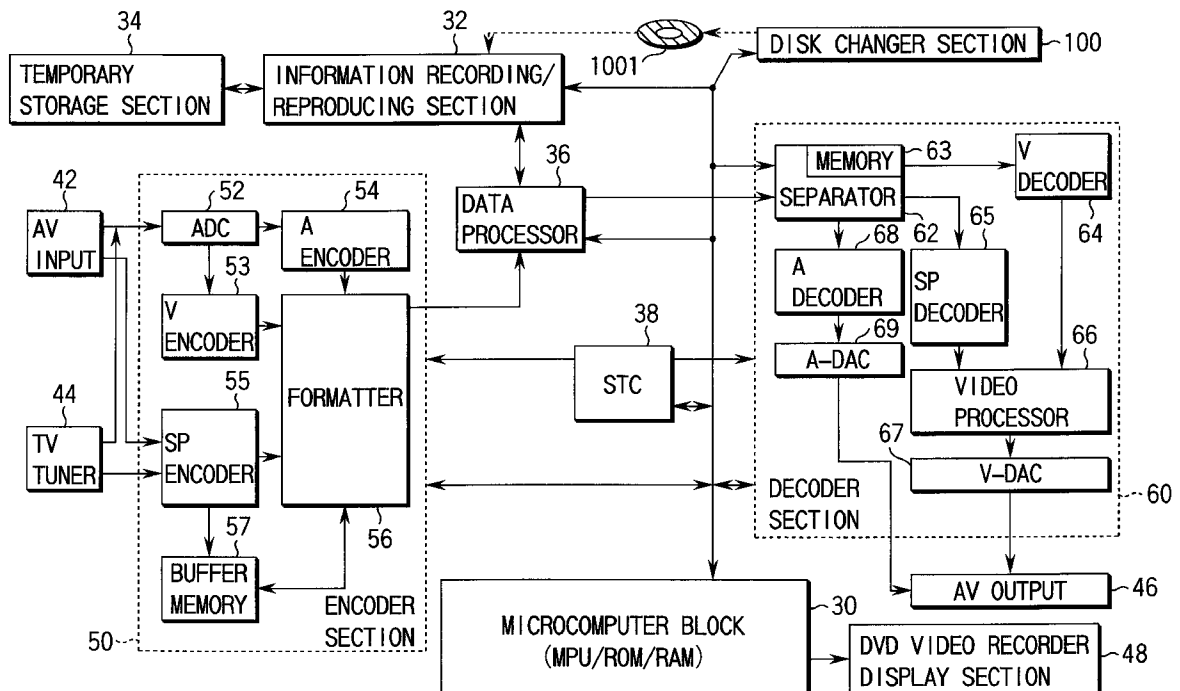 34
32
1001
DISK CHANGER SECTION
100
TEMPORARY
STORAGE SECTION
INFORMATION RECORDING/
REPRODUCING SECTION
42
AV
INPUT
52
ADC
54
A
ENCODER
36
DATA
PROCESSOR
MEMORY
63
SEPARATOR
62
V
DECODER
64
53
V
ENCODER
68
A
DECODER
65
SP
DECODER
FORMATTER
56
38
STC
69
A-DAC
66
VIDEO
PROCESSOR
44
TV
TUNER
55
SP
ENCODER
67
V-DAC
57
BUFFER
MEMORY
50
ENCODER
SECTION
DECODER
SECTION
60
AV OUTPUT
46
MICROCOMPUTER BLOCK
(MPU/ROM/RAM)
30
DVD VIDEO RECORDER
DISPLAY SECTION
48